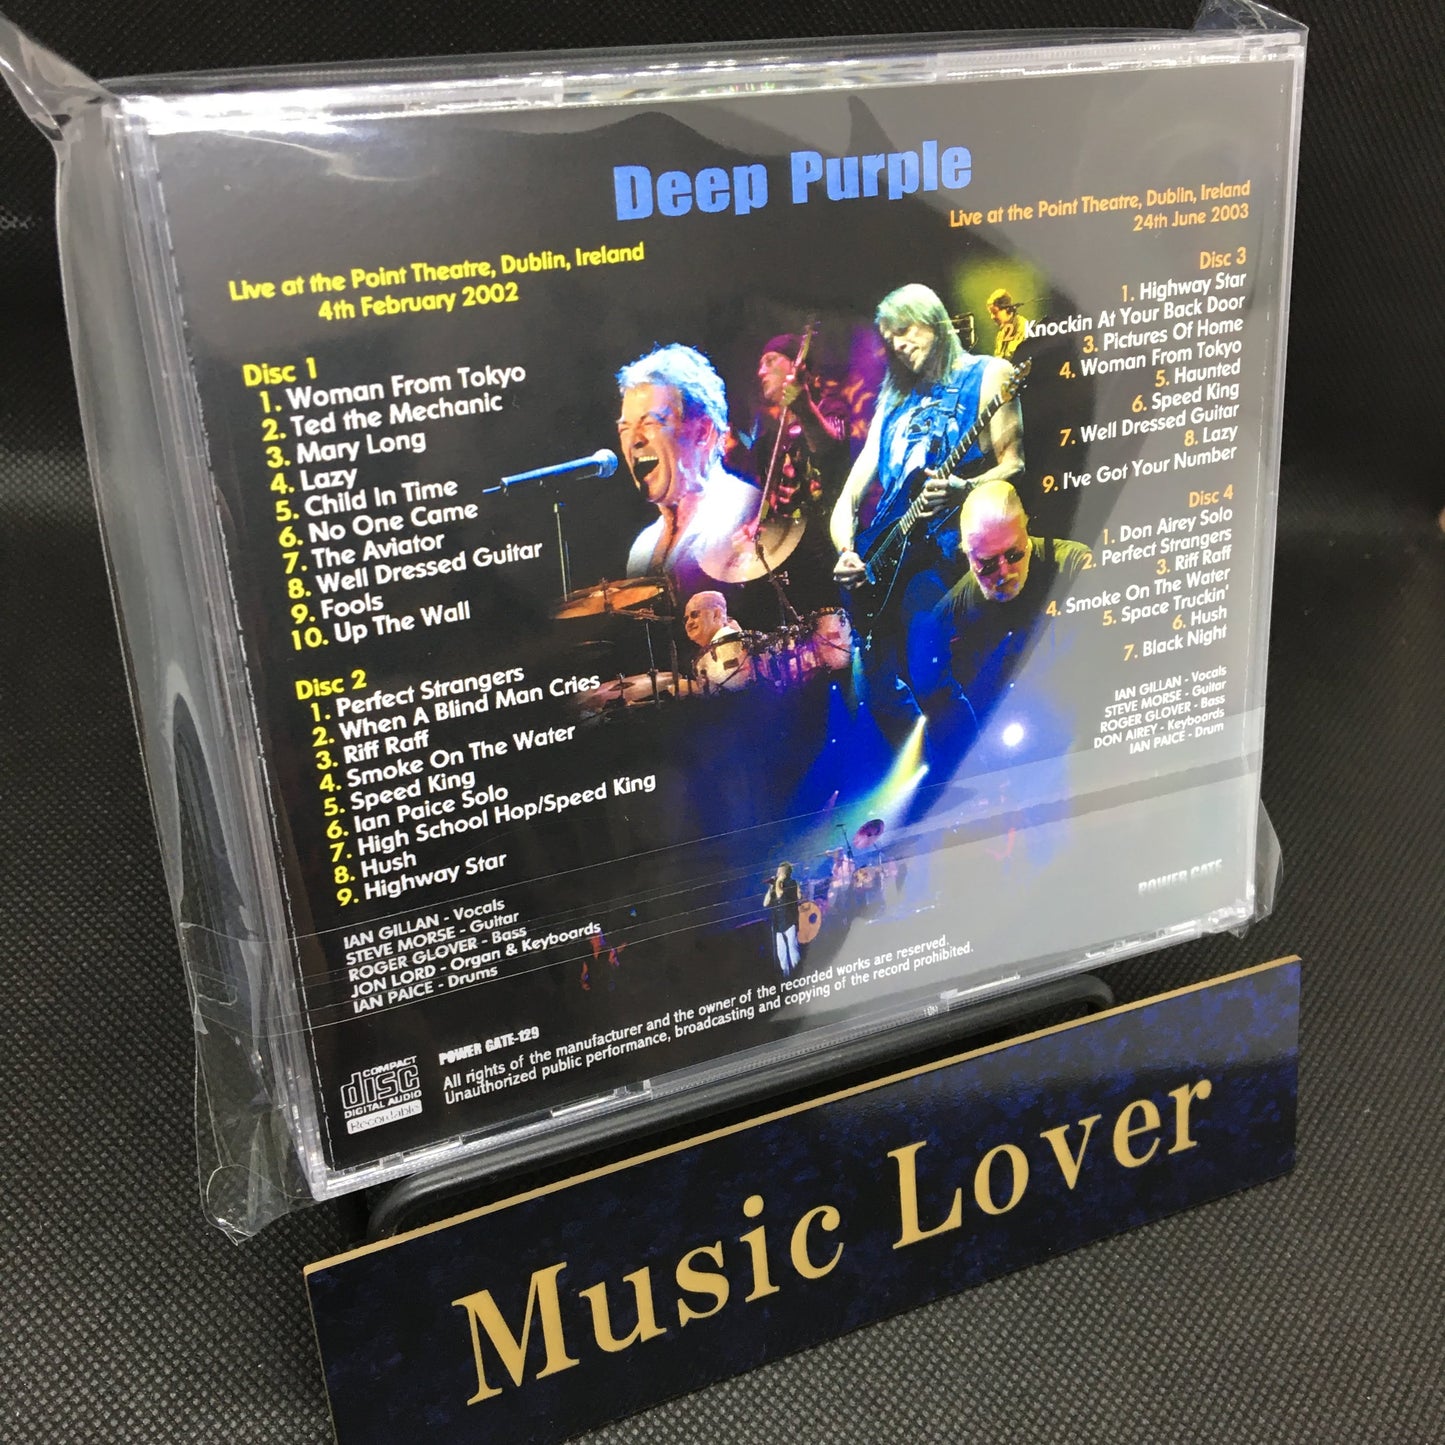 Deep Purple
Live at the Point Theatre, Dublin, Ireland
4th February 2002
Disc 1
1. Woman From Tokyo
2. Ted the Mechanic
3. Mary Long
4. Lazy
5. Child In Time
6. No One Came
7. The Aviator
8. Well Dressed Guitar
9. Fools
10. Up The Wall
Disc 2
1. Perfect Strangers
2. When A Blind Man Cries
3. Riff Raff
4. Smoke On The Water
5. Speed King
6. Ian Paice Solo
7. High School Hop/Speed King
8. Hush
9. Highway Star
IAN GILLAN - Vocals
STEVE MORSE - Guitar
ROGER GLOVER - Bass
JON LORD - Organ & Keyboards
IAN PAICE - Drums
Live at the Point Theatre, Dublin, Ireland
24th June 2003
Disc 3
1. Highway Star
Knockin At Your Back Door
3. Pictures Of Home
4. Woman From Tokyo
5. Haunted
6. Speed King
7. Well Dressed Guitar
8. Lazy
9. I've Got Your Number
Disc 4
1. Don Airey Solo
2. Perfect Strangers
3. Riff Raff
4. Smoke On The Water
5. Space Truckin'
6. Hush
7. Black Night
IAN GILLAN - Vocals
STEVE MORSE - Guitar
ROGER GLOVER - Bass
DON AIREY - Keyboards
IAN PAICE - Drum
POWER GATE
COMPACT
disc
DIGITAL AUDIO
Recordable
POWER GATE-129
All rights of the manufacturer and the owner of the recorded works are reserved.
Unauthorized public performance, broadcasting and copying of the record prohibited.
Music Lover